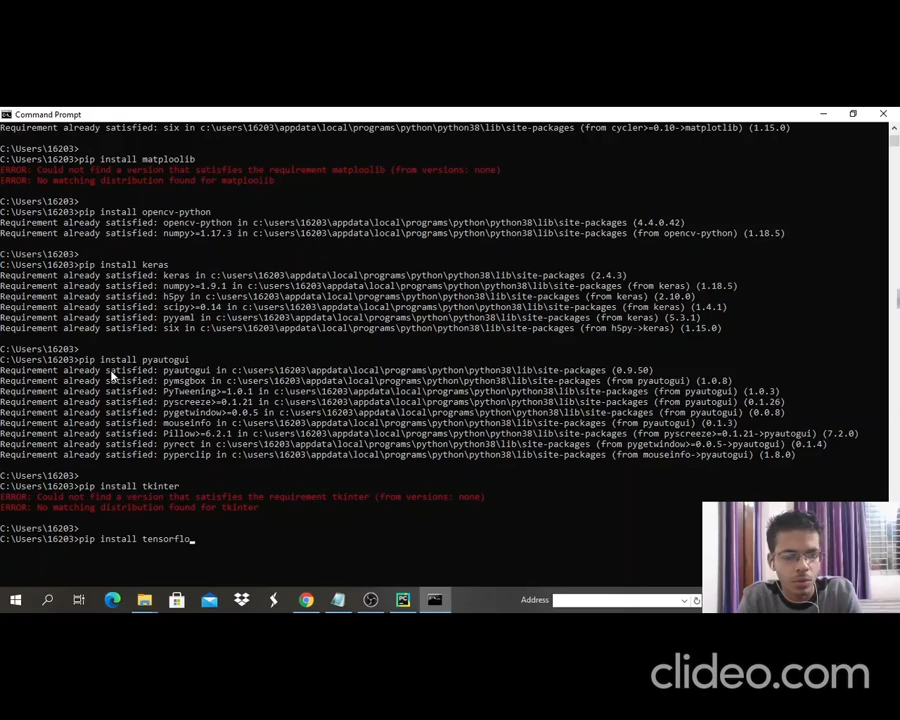 Command Prompt
Requirement already satisfied: six in c:\users\16203\appdata\local\programs\python\python38\lib\site-packages (from cycler>=0.10->matplotlib) (1.15.0)
C:\Users\16203>
C:\Users\16203>pip install matploolib
ERROR: Could not find a version that satisfies the requirement matploolib (from versions: none)
ERROR: No matching distribution found for matploolib
C:\Users\16203>
C:\Users\16203>pip install opencv-python
Requirement already satisfied: opencv-python in c:\users\16203\appdata\local\programs\python\python38\lib\site-packages (4.4.0.42)
Requirement already satisfied: numpy>=1.17.3 in c:\users\16203\appdata\local\programs\python\python38\lib\site-packages (from opencv-python) (1.18.5)
C:\Users\16203>
C:\Users\16203>pip install keras
Requirement already satisfied: keras in c:\users\16203\appdata\local\programs\python\python38\lib\site-packages (2.4.3)
Requirement already satisfied: numpy>=1.9.1 in c:\users\16203\appdata\local\programs\python\python38\lib\site-packages (from keras) (1.18.5)
Requirement already satisfied: h5py in c:\users\16203\appdata\local\programs\python\python38\lib\site-packages (from keras) (2.10.0)
Requirement already satisfied: scipy>=0.14 in c:\users\16203\appdata\local\programs\python\python38\lib\site-packages (from keras) (1.4.1)
Requirement already satisfied: pyyaml in c:\users\16203\appdata\local\programs\python\python38\lib\site-packages (from keras) (5.3.1)
Requirement already satisfied: six in c:\users\16203\appdata\local\programs\python\python38\lib\site-packages (from h5py->keras) (1.15.0)
C:\Users\16203>
C:\Users\16203>pip install pyautogui
Requirement already satisfied: pyautogui in c:\users\16203\appdata\local\programs\python\python38\lib\site-packages (0.9.50)
Requirement already satisfied: pymsgbox in c:\users\16203\appdata\local\programs\python\python38\lib\site-packages (from pyautogui) (1.0.8)
Requirement already satisfied: PyTweening>=1.0.1 in c:\users\16203\appdata\local\programs\python\python38\lib\site-packages (from pyautogui) (1.0.3)
Requirement already satisfied: pyscreeze>=0.1.21 in c:\users\16203\appdata\local\programs\python\python38\lib\site-packages (from pyautogui) (0.1.26)
Requirement already satisfied: pygetwindow>=0.0.5 in c:\users\16203\appdata\local\programs\python\python38\lib\site-packages (from pyautogui) (0.0.8)
Requirement already satisfied: mouseinfo in c:\users\16203\appdata\local\programs\python\python38\lib\site-packages (from pyautogui) (0.1.3)
Requirement already satisfied: Pillow>=6.2.1 in c:\users\16203\appdata\local\programs\python\python38\lib\site-packages (from pyscreeze>=0.1.21->pyautogui) (7.2.0)
Requirement already satisfied: pyrect in c:\users\16203\appdata\local\programs\python\python38\lib\site-packages (from pygetwindow>=0.0.5->pyautogui) (0.1.4)
Requirement already satisfied: pyperclip in c:\users\16203\appdata\local\programs\python\python38\lib\site-packages (from mouseinfo->pyautogui) (1.8.0)
C:\Users\16203>
C:\Users\16203>pip install tkinter
ERROR: Could not find a version that satisfies the requirement tkinter (from versions: none)
ERROR: No matching distribution found for tkinter
C:\Users\16203>
C:\Users\16203>pip install tensorflo
Address
clideo.com